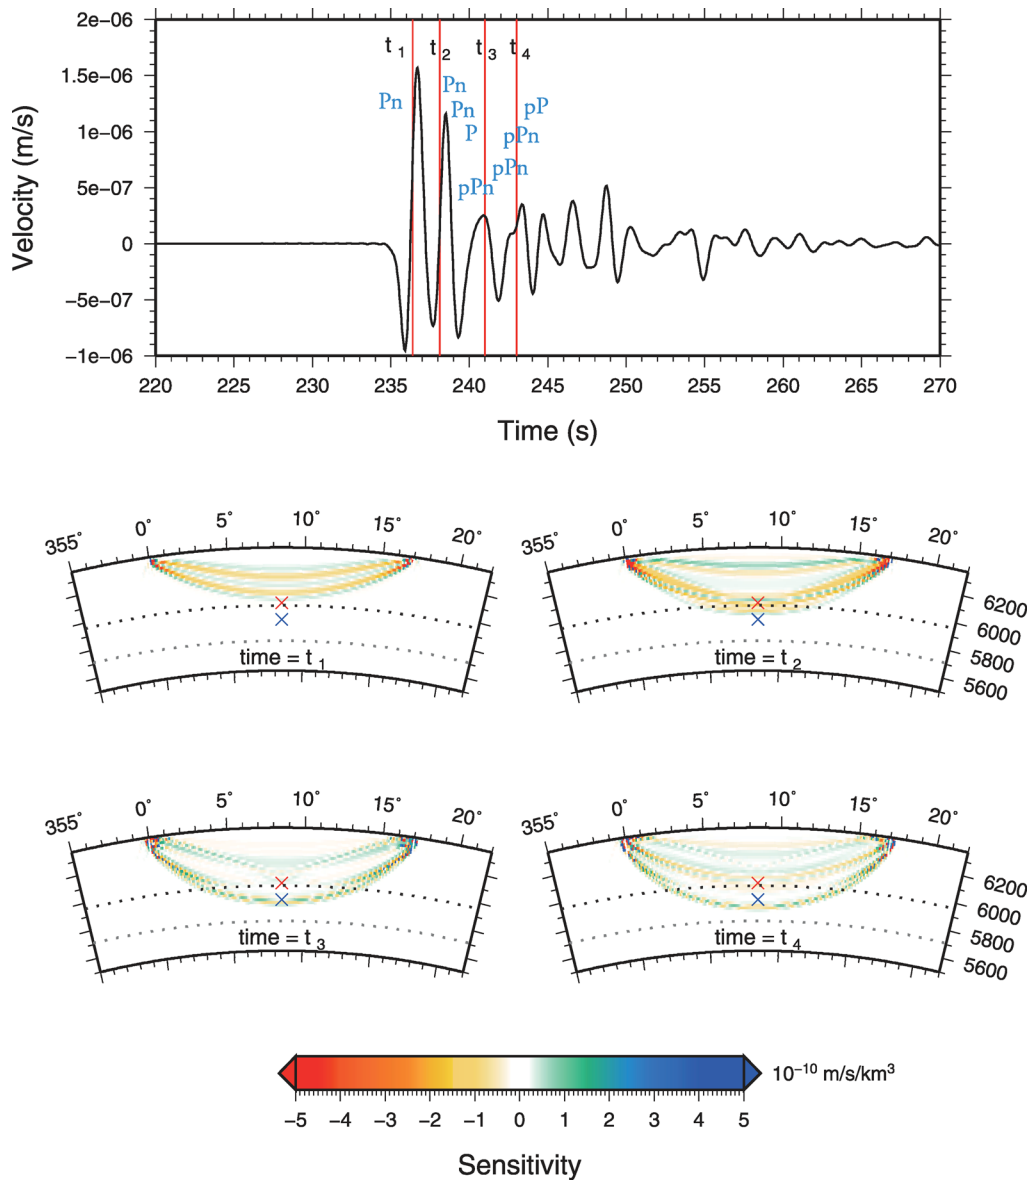 2e-06
1.5e-06
1e-06
5e-07
0
−5e-07
−1e-06
Velocity (m/s)
t 1
t 2
t 3
t 4
Pn
Pn
Pn
P
pPn
pPn
pPn
pP
220 225 230 235 240 245 250 255 260 265 270
Time (s)
355˚ 0˚ 5˚ 10˚ 15˚ 20˚
time = t 1
355˚ 0˚ 5˚ 10˚ 15˚ 20˚
6200
6000
5800
5600
time = t 2
355˚ 0˚ 5˚ 10˚ 15˚ 20˚
time = t 3
355˚ 0˚ 5˚ 10˚ 15˚ 20˚
6200
6000
5800
5600
time = t 4
10−10 m/s/km3
−5 −4 −3 −2 −1 0 1 2 3 4 5
Sensitivity